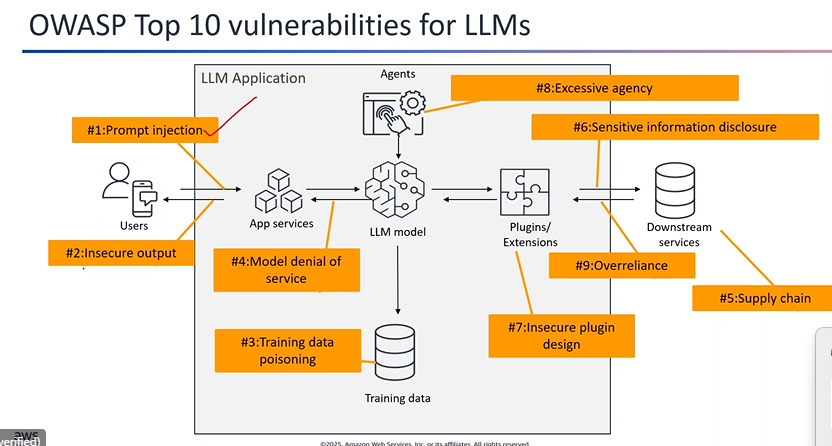 OWASP Top 10 vulnerabilities for LLMs
LLM Application
Agents
#8:Excessive agency
#1:Prompt injection
#6:Sensitive information disclosure
Users
App services
LLM model
Plugins/
Extensions
Downstream
services
#2:Insecure output
#4:Model denial of
service
#9:Overreliance
#5:Supply chain
#3:Training data
poisoning
#7:Insecure plugin
design
Training data
aws
verified)
©2025, Amazon Web Services, Inc. or its affiliates. All rights reserved.